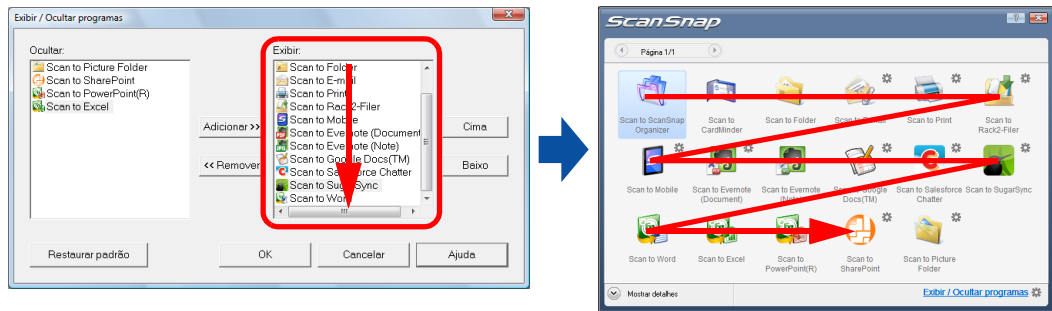 Exibir / Ocultar programas
Ocultar:
Scan to Picture Folder
Scan to SharePoint
Scan to PowerPoint(R)
Scan to Excel
Adicionar >>
<< Remover
Exibir:
Scan to Folder
Scan to E-mail
Scan to Print
Scan to Rack2-Filer
Scan to Mobile
Scan to Evernote (Document
Scan to Evernote (Note)
Scan to Google Docs(TM)
Scan to Salesforce Chatter
Scan to SugarSync
Scan to Word
Cima
Baixo
Restaurar padrão
OK
Cancelar
Ajuda
ScanSnap
Página 1/1
Scan to ScanSnap
Organizer
Scan to
CardMinder
Scan to Folder
Scan to E-mail
Scan to Print
Scan to
Rack2-Filer
Scan to Mobile
Scan to Evernote
(Document)
Scan to Evernote
(Note)
Scan to Google
Docs(TM)
Scan to Salesforce
Chatter
Scan to SugarSync
Scan to Word
Scan to Excel
Scan to
PowerPoint(R)
Scan to
SharePoint
Scan to Picture
Folder
Mostrar detalhes
Exibir / Ocultar programas